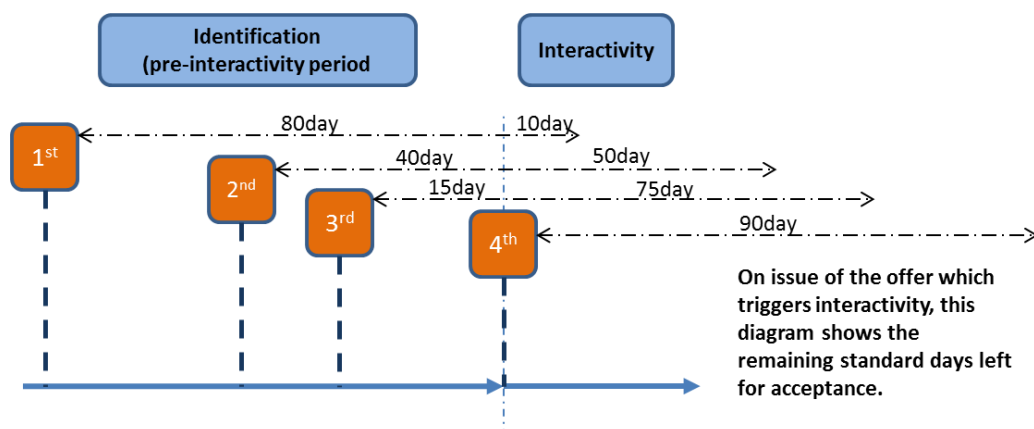 Identification
(pre-interactivity period
Interactivity
80day
10day
1st
40day
50day
2nd
15day
75day
3rd
90day
4th
On issue of the offer which
triggers interactivity, this
diagram shows the
remaining standard days left
for acceptance.